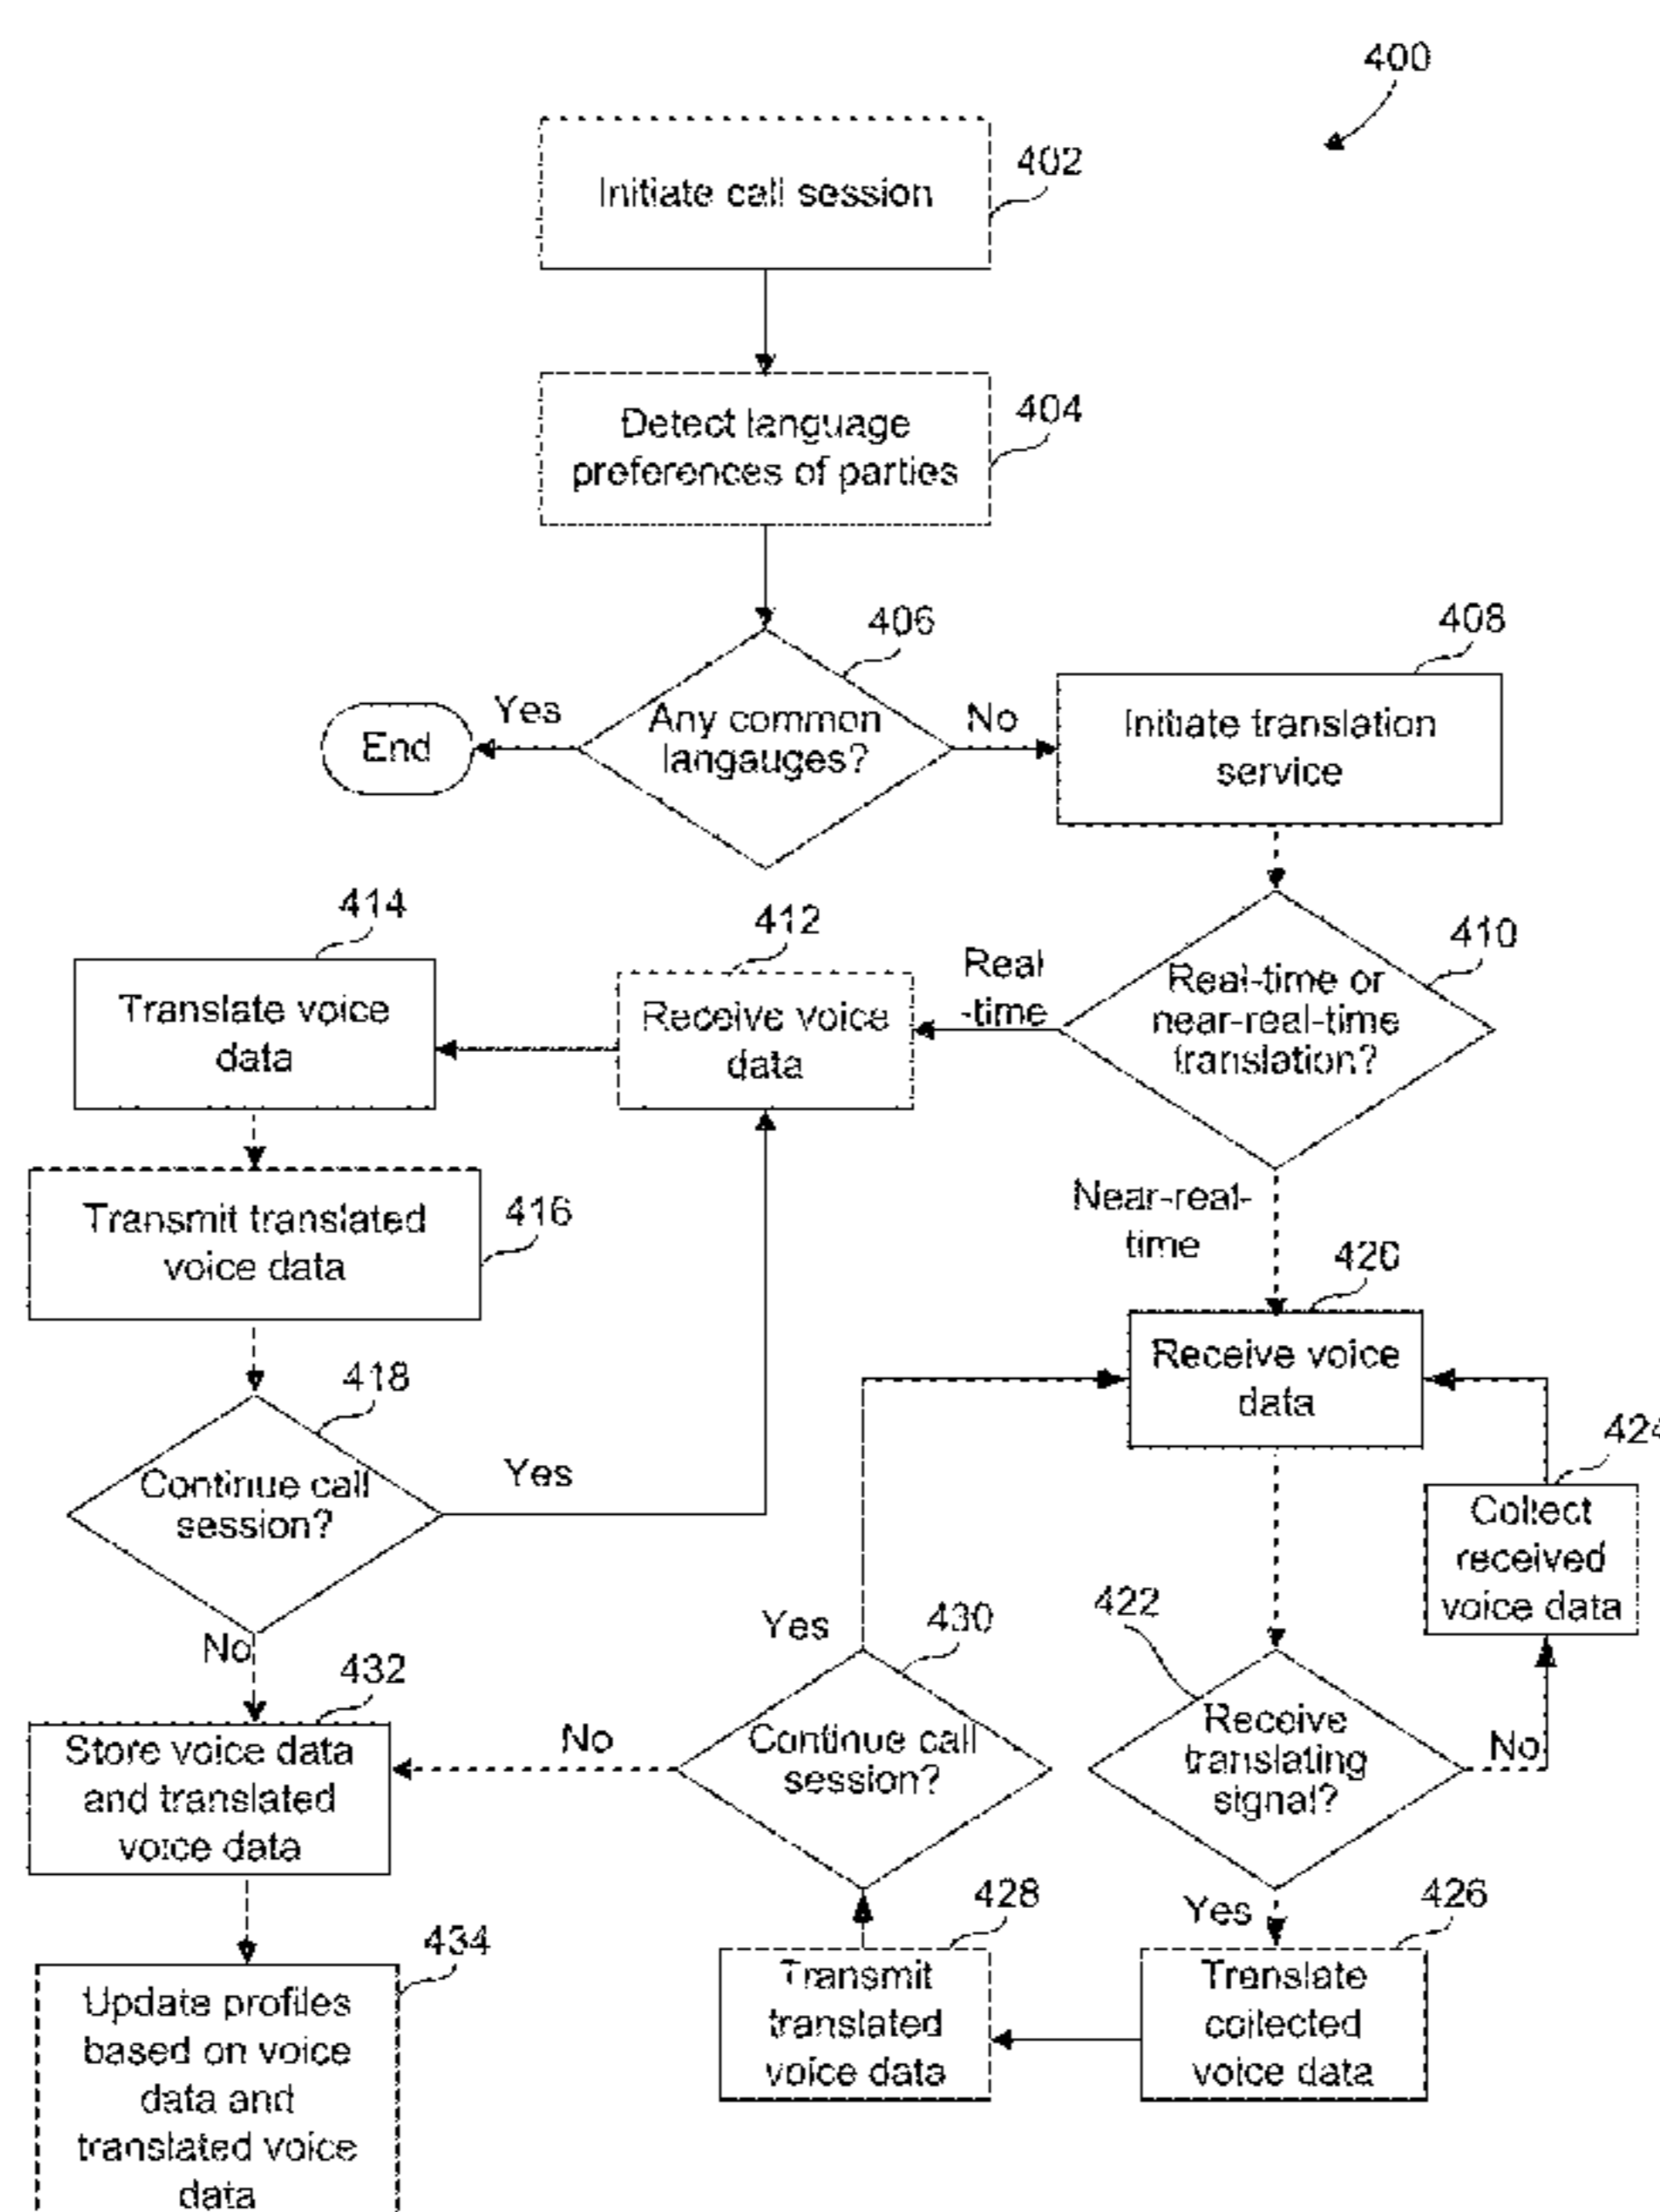 400
402
Initiate call session
404
Detect language
preferences of parties
406
408
Yes
Any common
langauges?
No
End
Initiate translation
service
414
412
410
Real
-time
Real-time or
near-real-time
translation?
Translate voice
data
Receive voice
data
416
Transmit translated
voice data
Near-real-
time
420
418
Receive voice
data
424
Continue call
session?
Yes
Collect
received
voice data
No
432
Yes
430
422
Store voice data
and translated
voice data
No
Continue call
session?
Receive
translating
signal?
No
434
428
Yes
426
Update profiles
based on voice
data and
translated voice
data
Transmit
translated
voice data
Translate
collected
voice data